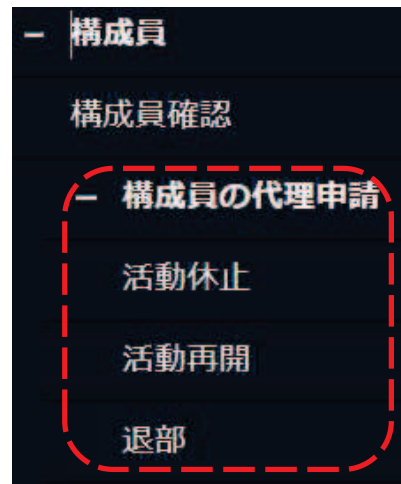 − 構成員
構成員確認
− 構成員の代理申請
活動休止
活動再開
退部